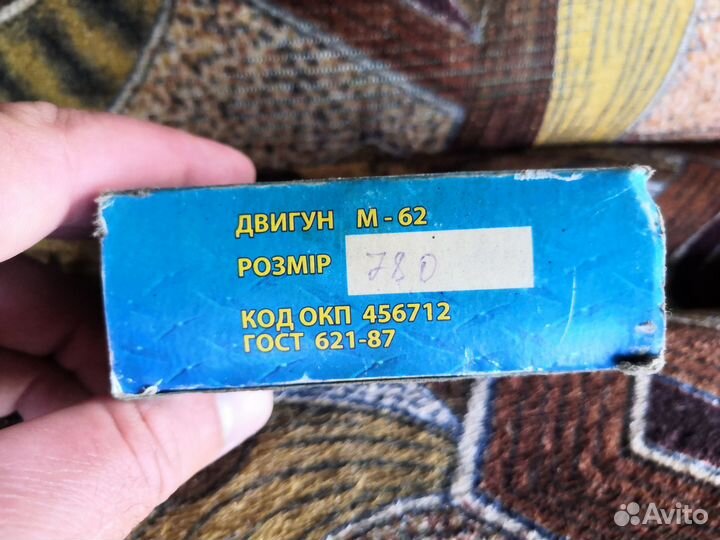 ДВИГУН М - 62
РОЗМІР 78 0
КОД ОКП 456712
ГОСТ 621-87
Avito